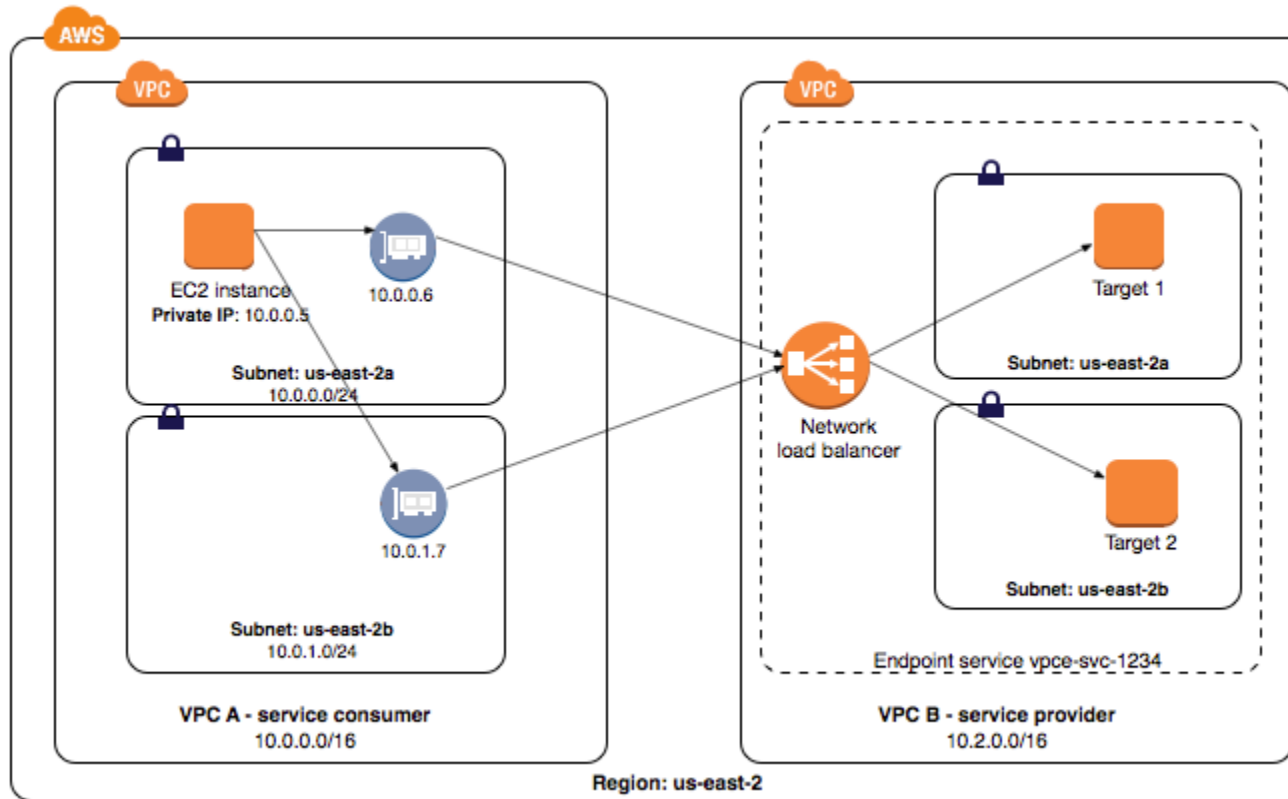 AWS
VPC
EC2 instance
Private IP: 10.0.0.5
10.0.0.6
Subnet: us-east-2a
10.0.0.0/24
10.0.1.7
Subnet: us-east-2b
10.0.1.0/24
VPC A - service consumer
10.0.0.0/16
VPC
Network
load balancer
Target 1
Subnet: us-east-2a
Target 2
Subnet: us-east-2b
Endpoint service vpce-svc-1234
VPC B - service provider
10.2.0.0/16
Region: us-east-2